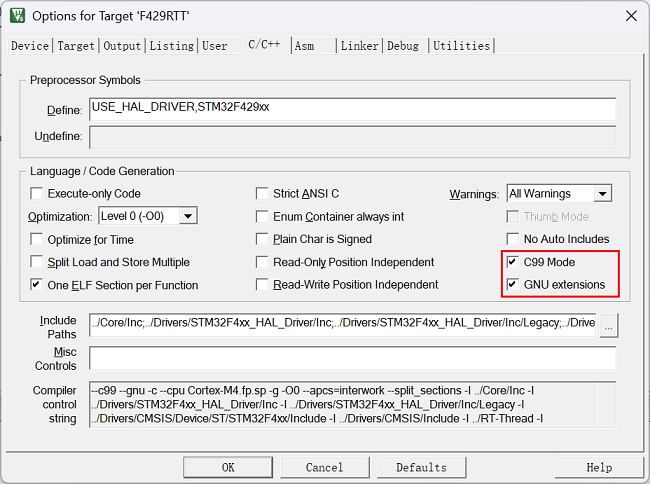 Options for Target 'F429RTT'
Device Target Output Listing User C/C++ Asm Linker Debug Utilities
Preprocessor Symbols
Define: USE_HAL_DRIVER,STM32F429xx
Undefine:
Language / Code Generation
Execute-only Code Strict ANSI C Warnings: All Warnings
Optimization: Level 0 (-O0) Enum Container always int Thumb Mode
Optimize for Time Plain Char is Signed No Auto Includes
Split Load and Store Multiple Read-Only Position Independent C99 Mode
One ELF Section per Function Read-Write Position Independent GNU extensions
Include Paths ../Core/Inc;../Drivers/STM32F4xx_HAL_Driver/Inc;../Drivers/STM32F4xx_HAL_Driver/Inc/Legacy;../Drive ...
Misc Controls
Compiler control string --c99 --gnu -c --cpu Cortex-M4.fp.sp -g -O0 --apcs=interwork --split_sections -I ../Core/Inc -I
../Drivers/STM32F4xx_HAL_Driver/Inc -I ../Drivers/STM32F4xx_HAL_Driver/Inc/Legacy -I
../Drivers/CMSIS/Device/ST/STM32F4xx/Include -I ../Drivers/CMSIS/Include -I ../RT-Thread -I
OK Cancel Defaults Help